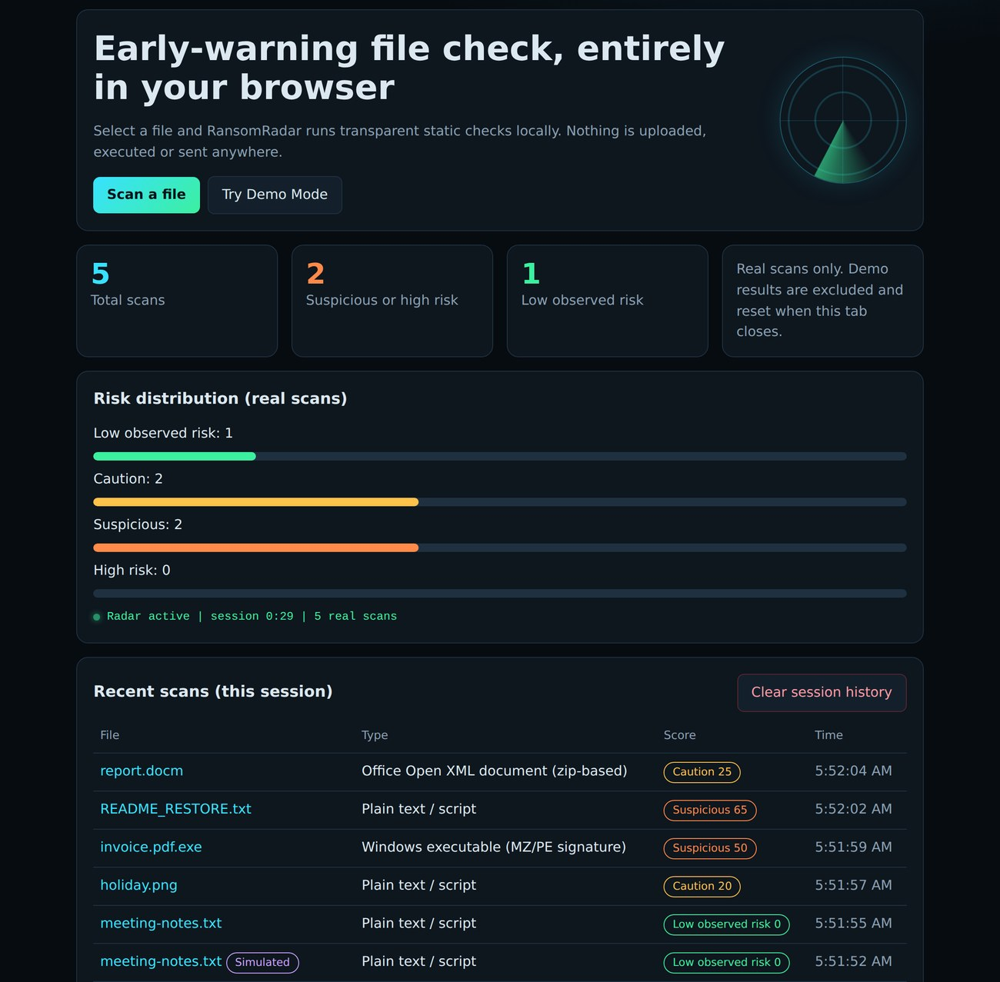 Early-warning file check, entirely
in your browser
Select a file and RansomRadar runs transparent static checks locally. Nothing is uploaded,
executed or sent anywhere.
Scan a file
Try Demo Mode
5
Total scans
2
Suspicious or high risk
1
Low observed risk
Real scans only. Demo
results are excluded and
reset when this tab
closes.
Risk distribution (real scans)
Low observed risk: 1
Caution: 2
Suspicious: 2
High risk: 0
Radar active | session 0:29 | 5 real scans
Recent scans (this session)
Clear session history
File Type Score Time
report.docm Office Open XML document (zip-based) Caution 25 5:52:04 AM
README_RESTORE.txt Plain text / script Suspicious 65 5:52:02 AM
invoice.pdf.exe Windows executable (MZ/PE signature) Suspicious 50 5:51:59 AM
holiday.png Plain text / script Caution 20 5:51:57 AM
meeting-notes.txt Plain text / script Low observed risk 0 5:51:55 AM
meeting-notes.txt Simulated Plain text / script Low observed risk 0 5:51:52 AM